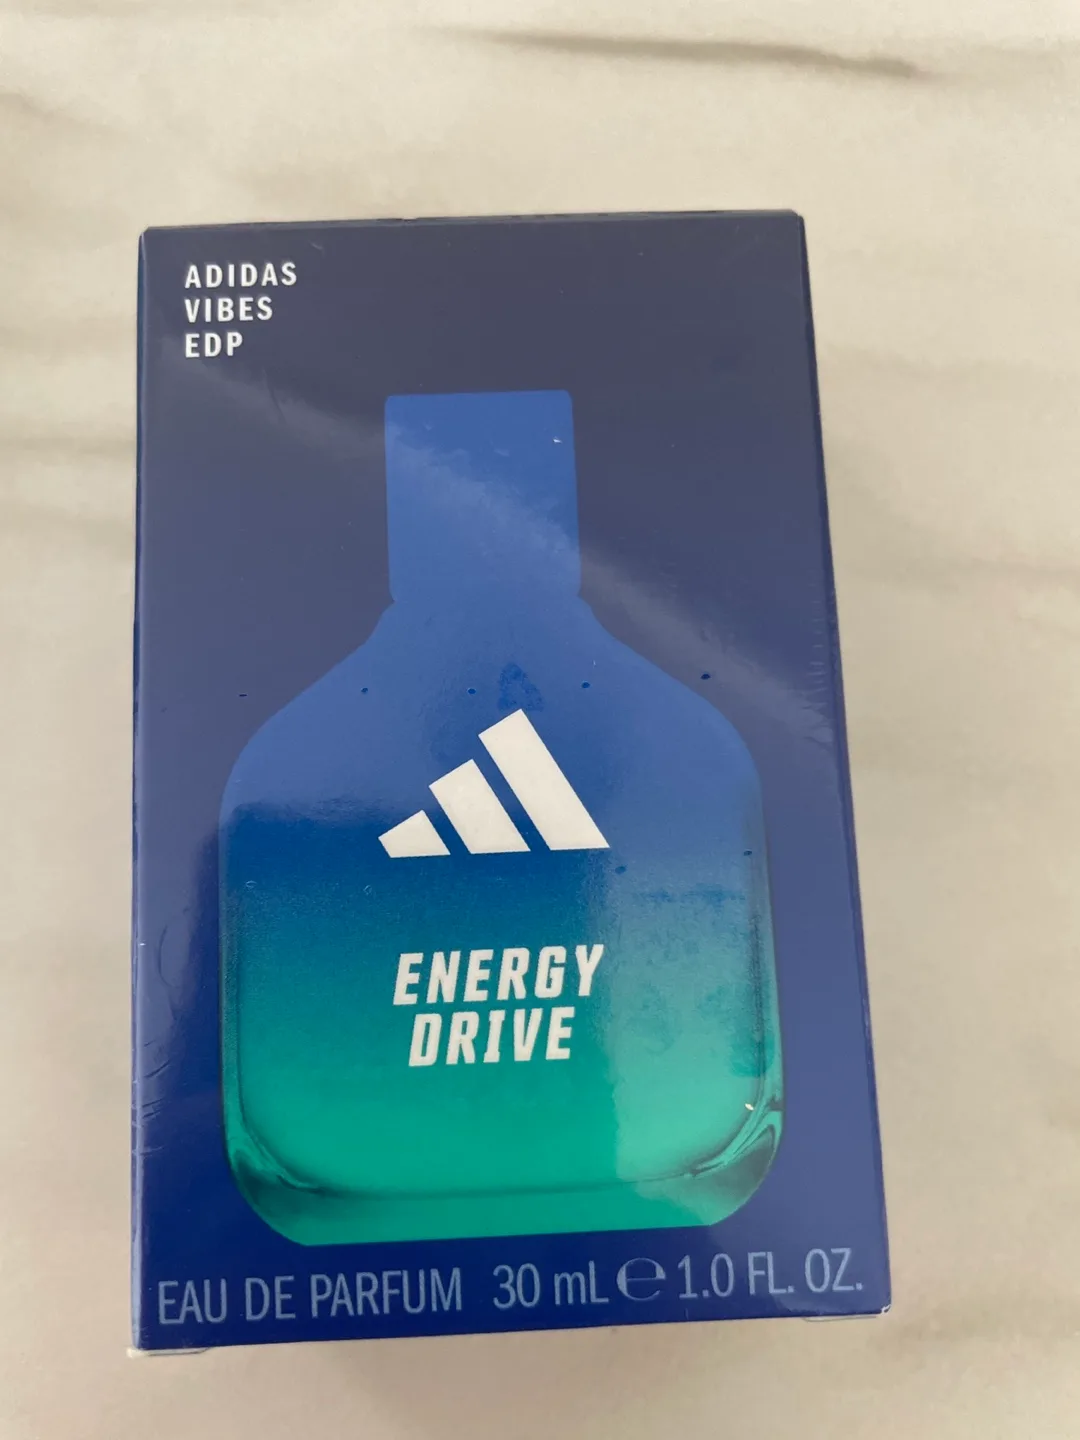 ADIDAS
VIBES
EDP
ENERGY
DRIVE
EAU DE PARFUM 30 mL ℮ 1.0 FL. OZ.